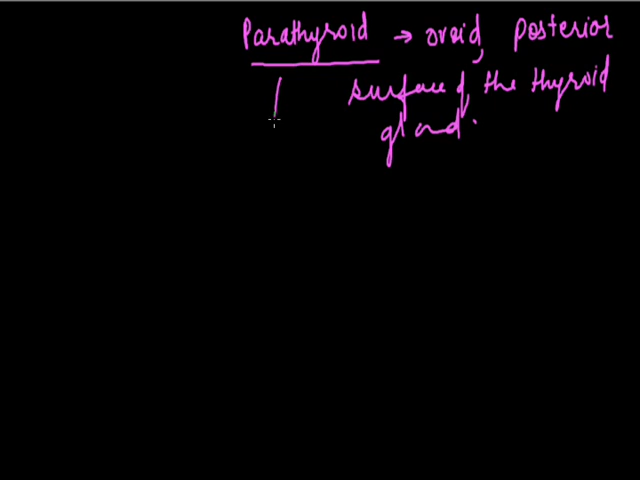 Parathyroid → ovoid, posterior
surface of the thyroid
gland.